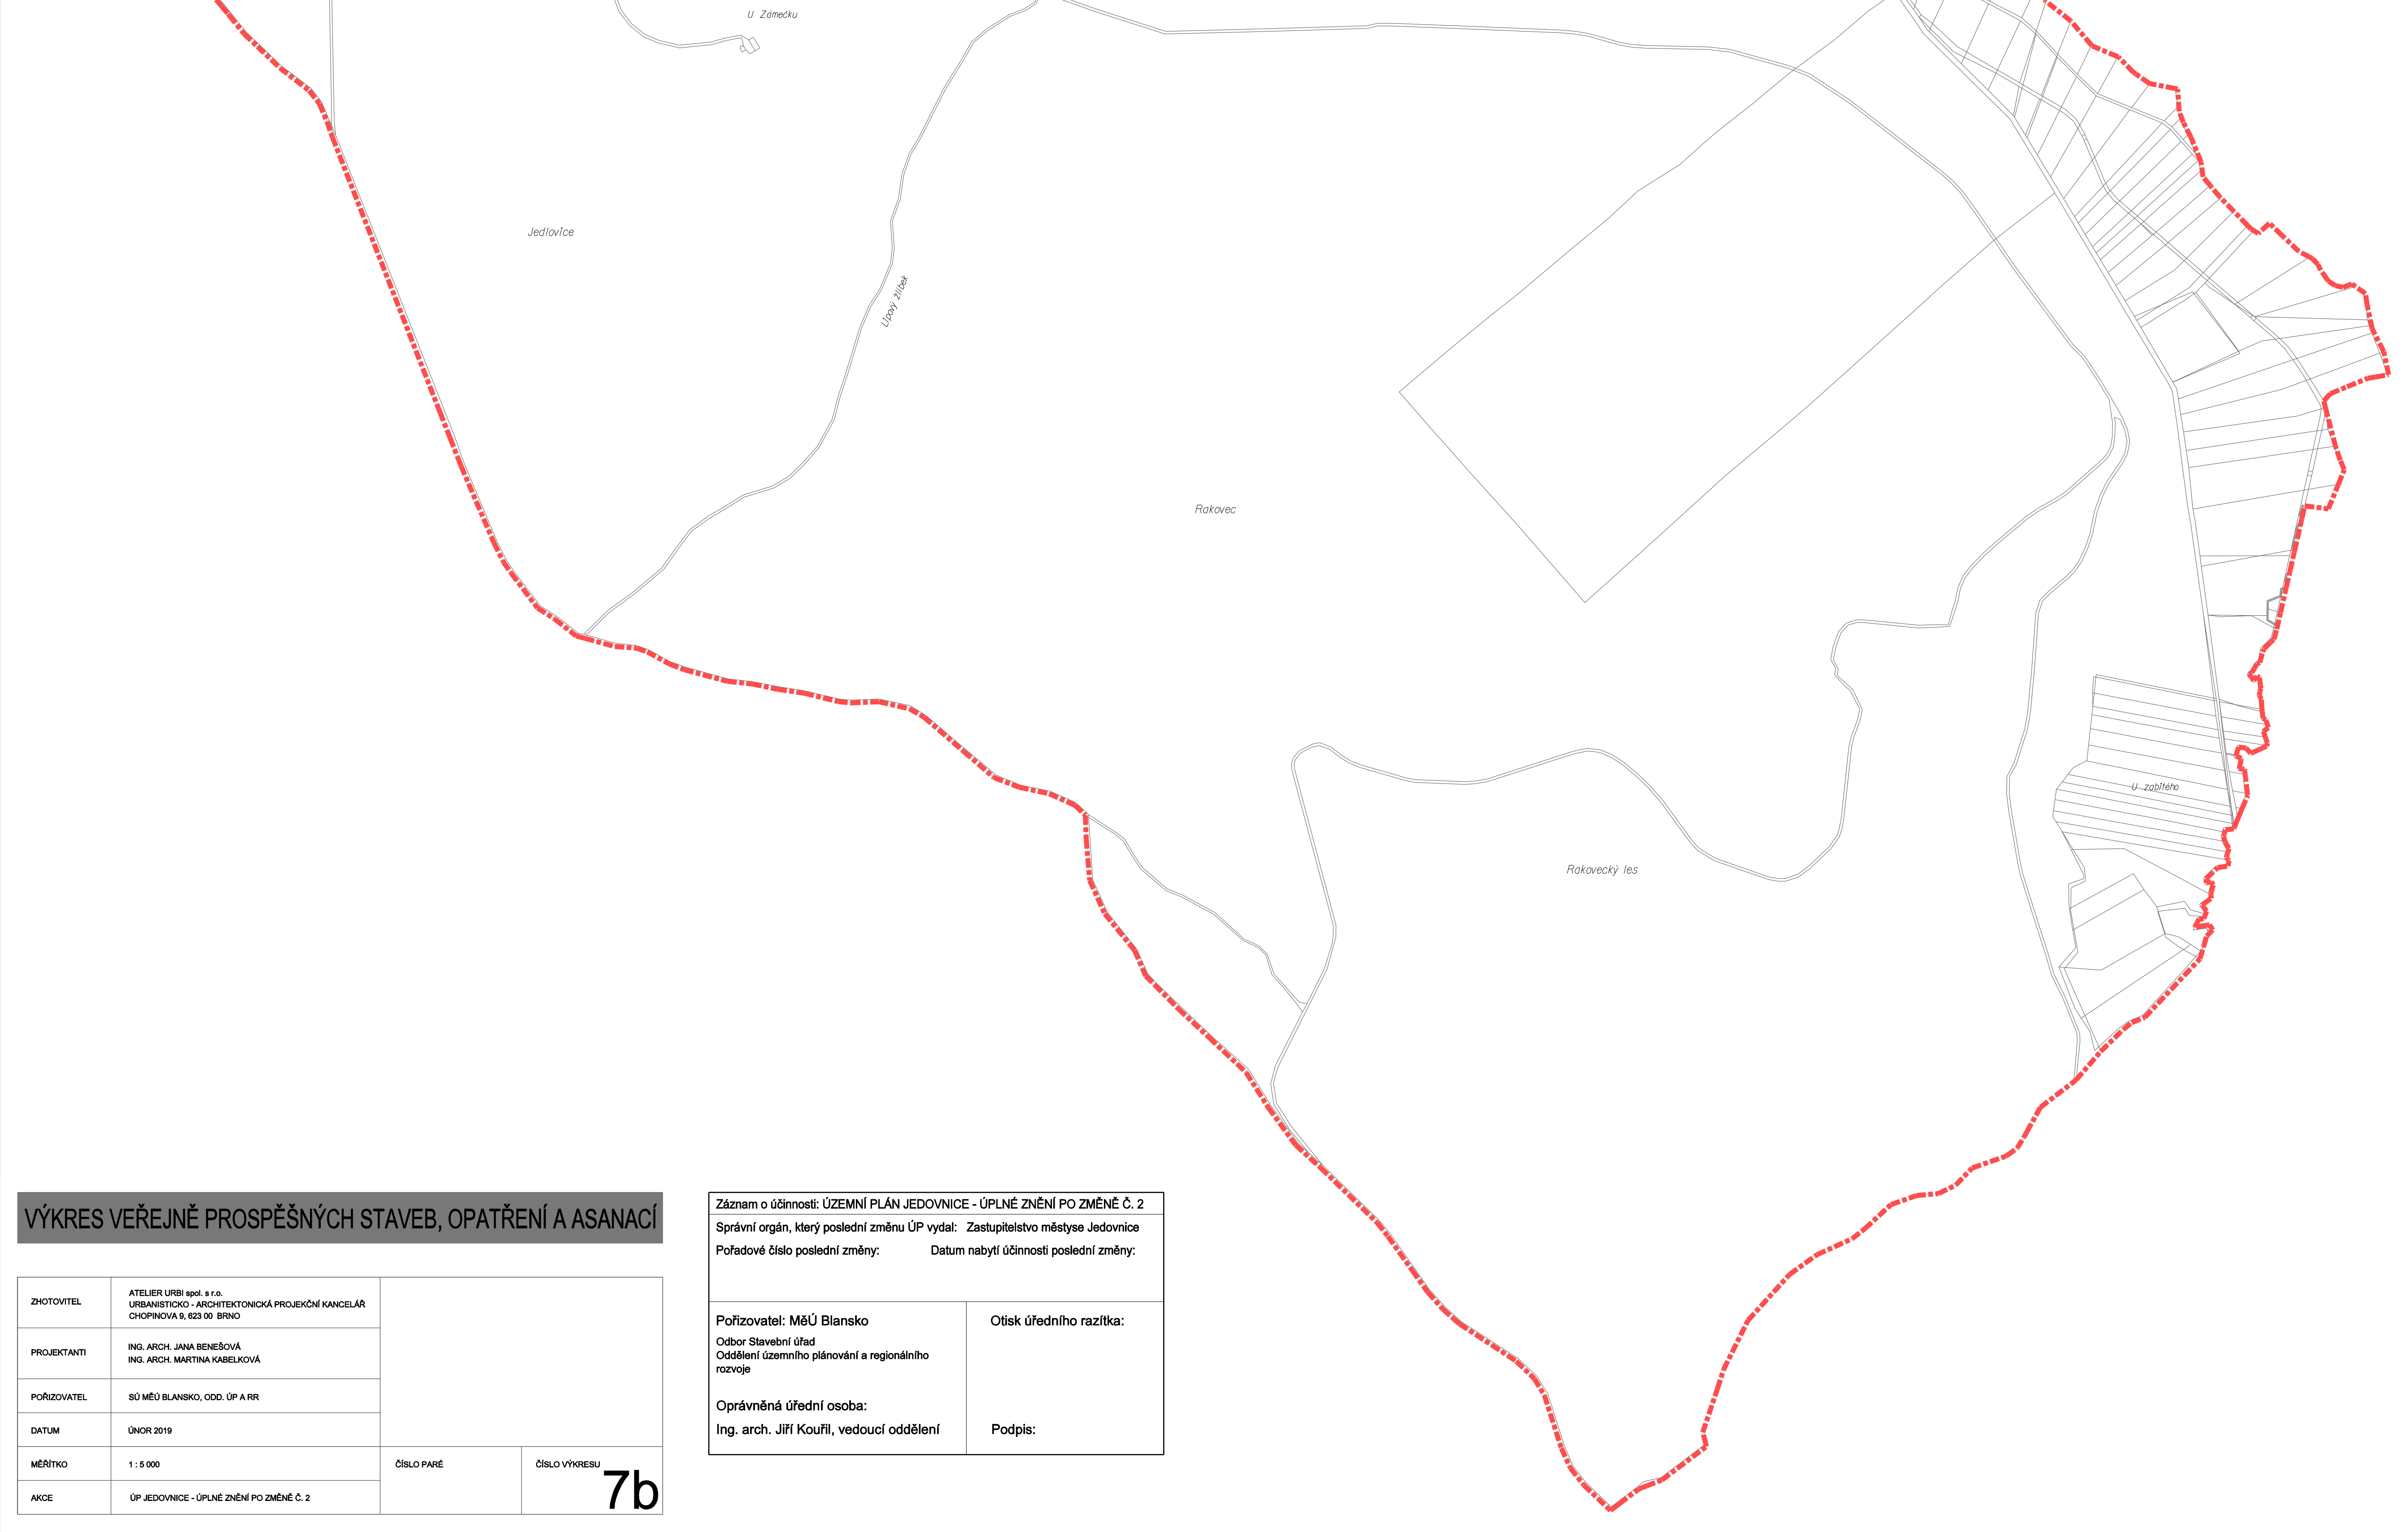 U Zámečku
Jedlovice
Lipový žlíbek
Rakovec
U zabitého
Rakovecký les
VÝKRES VEŘEJNĚ PROSPĚŠNÝCH STAVEB, OPATŘENÍ A ASANACÍ
ZHOTOVITEL
ATELIER URBI spol. s r.o.
URBANISTICKO - ARCHITEKTONICKÁ PROJEKČNÍ KANCELÁŘ
CHOPINOVA 9, 623 00 BRNO
PROJEKTANTI
ING. ARCH. JANA BENEŠOVÁ
ING. ARCH. MARTINA KABELKOVÁ
POŘIZOVATEL
SÚ MĚÚ BLANSKO, ODD. ÚP A RR
DATUM
ÚNOR 2019
MĚŘÍTKO
1 : 5 000
ČÍSLO PARÉ
ČÍSLO VÝKRESU
7b
AKCE
ÚP JEDOVNICE - ÚPLNÉ ZNĚNÍ PO ZMĚNĚ Č. 2
Záznam o účinnosti: ÚZEMNÍ PLÁN JEDOVNICE - ÚPLNÉ ZNĚNÍ PO ZMĚNĚ Č. 2
Správní orgán, který poslední změnu ÚP vydal: Zastupitelstvo městyse Jedovnice
Pořadové číslo poslední změny: Datum nabytí účinnosti poslední změny:
Pořizovatel: MěÚ Blansko
Odbor Stavební úřad
Oddělení územního plánování a regionálního
rozvoje
Oprávněná úřední osoba:
Ing. arch. Jiří Kouřil, vedoucí oddělení
Otisk úředního razítka:
Podpis: